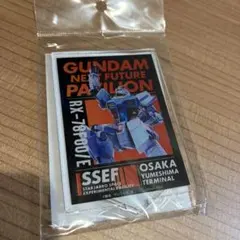 GUNDAM
NEXT FUTURE
PAVILION
RX-78F00/E
SSEF
OSAKA
YUMESHIMA
TERMINAL